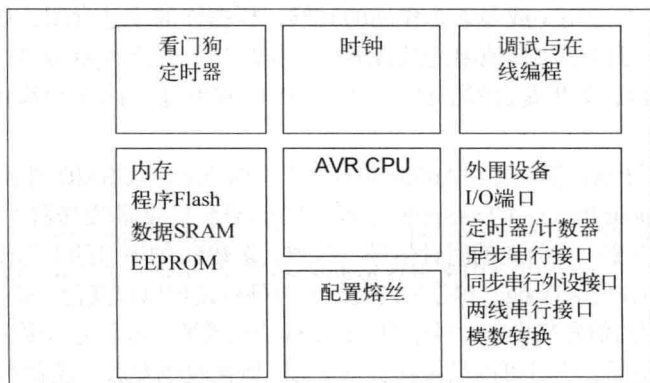 看门狗
定时器
时钟
调试与在
线编程
内存
程序Flash
数据SRAM
EEPROM
AVR CPU
配置熔丝
外围设备
I/O端口
定时器/计数器
异步串行接口
同步串行外设接口
两线串行接口
模数转换